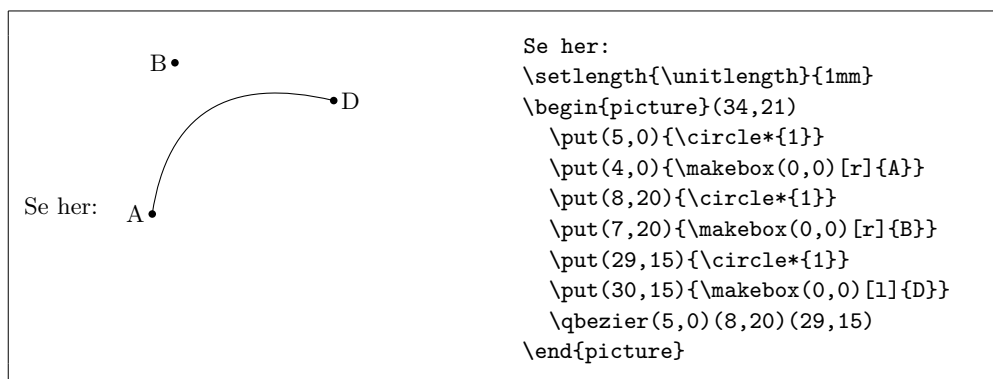 B
D
Se her:
A
Se her:
\setlength{\unitlength}{1mm}
\begin{picture}(34,21)
\put(5,0){\circle*{1}}
\put(4,0){\makebox(0,0)[r]{A}}
\put(8,20){\circle*{1}}
\put(7,20){\makebox(0,0)[r]{B}}
\put(29,15){\circle*{1}}
\put(30,15){\makebox(0,0)[l]{D}}
\qbezier(5,0)(8,20)(29,15)
\end{picture}